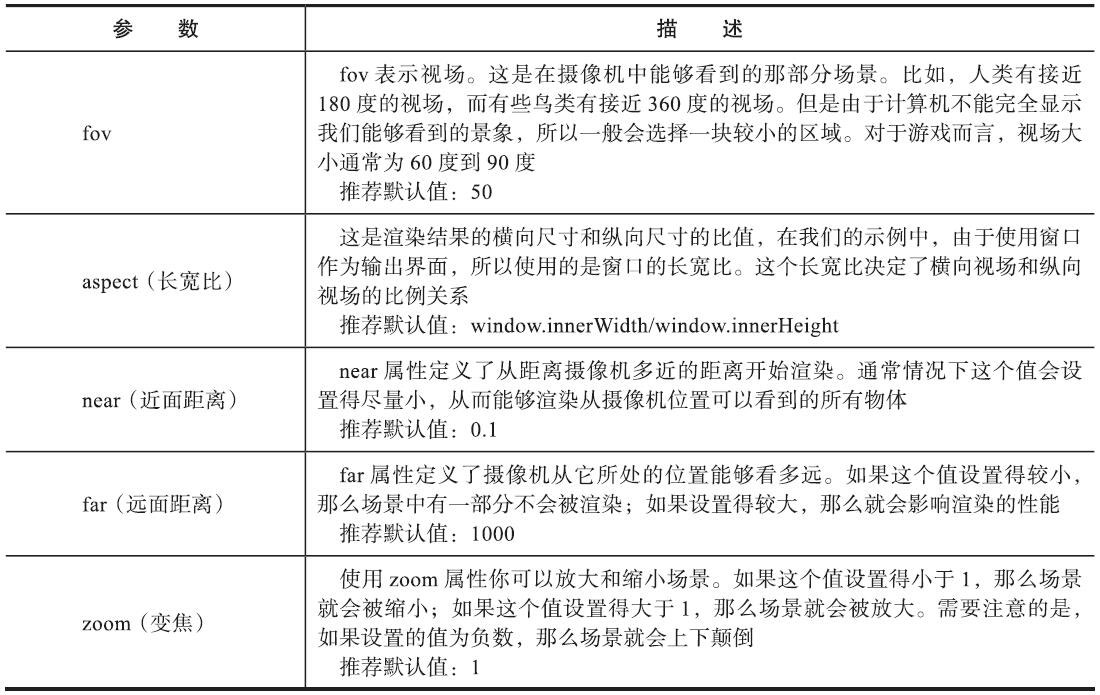 参 数 描 述
fov 表示视场。这是在摄像机中能够看到的那部分场景。比如，人类有接近
180 度的视场，而有些鸟类有接近 360 度的视场。但是由于计算机不能完全显示
fov
我们能够看到的景象，所以一般会选择一块较小的区域。对于游戏而言，视场大
小通常为 60 度到 90 度
推荐默认值：50
这是渲染结果的横向尺寸和纵向尺寸的比值，在我们的示例中，由于使用窗口
作为输出界面，所以使用的是窗口的长宽比。这个长宽比决定了横向视场和纵向
aspect（长宽比）
视场的比例关系
推荐默认值：window.innerWidth/window.innerHeight
near 属性定义了从距离摄像机多近的距离开始渲染。通常情况下这个值会设
near（近面距离）
置得尽量小，从而能够渲染从摄像机位置可以看到的所有物体
推荐默认值：0.1
far 属性定义了摄像机从它所处的位置能够看多远。如果这个值设置得较小，
far（远面距离）
那么场景中有一部分不会被渲染；如果设置得较大，那么就会影响渲染的性能
推荐默认值：1000
使用 zoom 属性你可以放大和缩小场景。如果这个值设置得小于 1，那么场景
就会被缩小；如果这个值设置得大于 1，那么场景就会被放大。需要注意的是，
zoom（变焦）
如果设置的值为负数，那么场景就会上下颠倒
推荐默认值：1